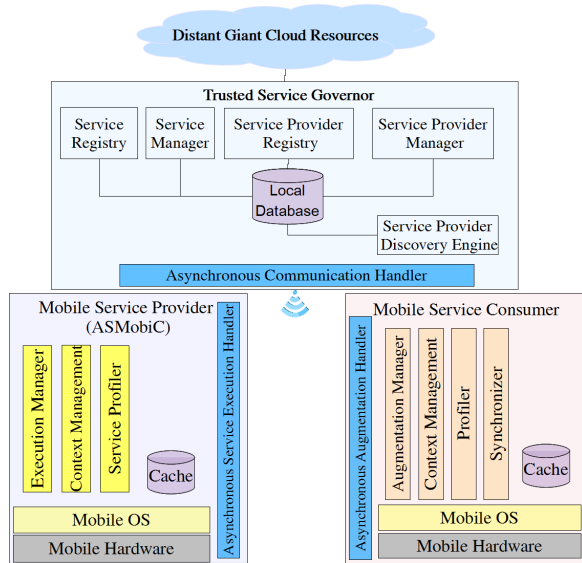 Distant Giant Cloud Resources
Trusted Service Governor
Service
Registry
Service
Manager
Service Provider
Registry
Service Provider
Manager
Local
Database
Service Provider
Discovery Engine
Asynchronous Communication Handler
Mobile Service Provider
(ASMobiC)
Execution Manager
Context Management
Service Profiler
Cache
Asynchronous Service Execution Handler
Mobile OS
Mobile Hardware
Mobile Service Consumer
Asynchronous Augmentation Handler
Augmentation Manager
Context Management
Profiler
Synchronizer
Cache
Mobile OS
Mobile Hardware